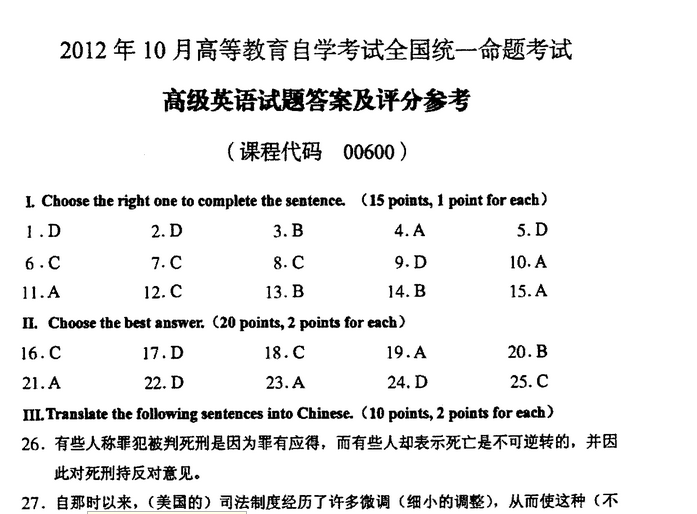 2012 年 10 月高等教育自学考试全国统一命题考试
高级英语试题答案及评分参考
（课程代码 00600）
I. Choose the right one to complete the sentence. （15 points, 1 point for each）
1.D 2.D 3.B 4.A 5.D
6.C 7.C 8.C 9.D 10.A
11.A 12.C 13.B 14.B 15.A
II. Choose the best answer.（20 points, 2 points for each）
16.C 17.D 18.C 19.A 20.B
21.A 22.D 23.A 24.D 25.C
III.Translate the following sentences into Chinese.（10 points, 2 points for each）
26．有些人称罪犯被判死刑是因为罪有应得，而有些人却表示死亡是不可逆转的，并因
此对死刑持反对意见。
27．自那时以来，（美国的）司法制度经历了许多微调（细小的调整），从而使这种（不